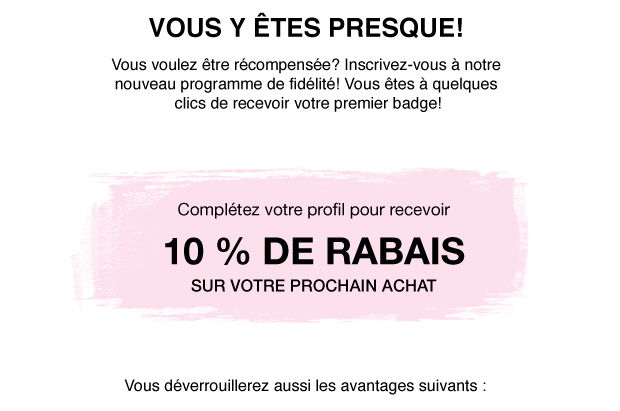 VOUS Y ÊTES PRESQUE!
Vous voulez être récompensée? Inscrivez-vous à notre
nouveau programme de fidélité! Vous êtes à quelques
clics de recevoir votre premier badge!
Complétez votre profil pour recevoir
10 % DE RABAIS
SUR VOTRE PROCHAIN ACHAT
Vous déverrouillerez aussi les avantages suivants :